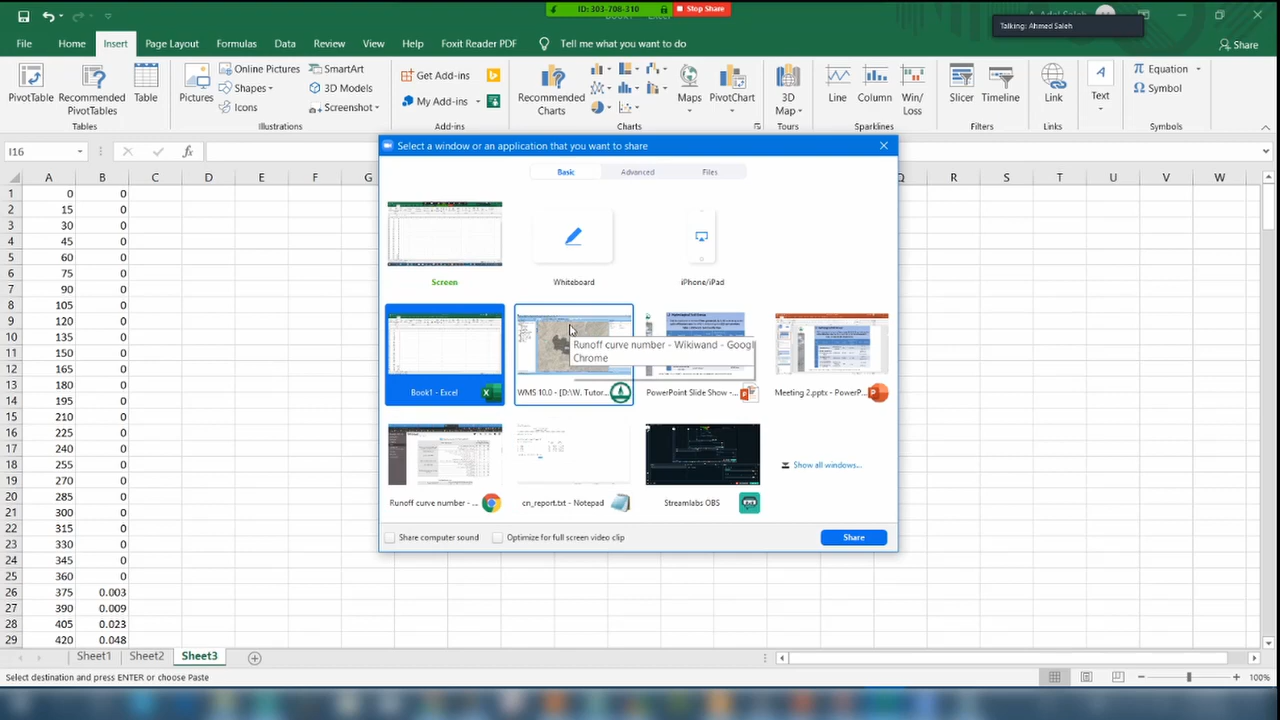 ID: 303-708-310 Stop Share
Talking: Ahmed Saleh
File Home Insert Page Layout Formulas Data Review View Help Foxit Reader PDF Tell me what you want to do Share
PivotTable Recommended PivotTables Table
Tables
Pictures Online Pictures Shapes Icons SmartArt 3D Models Screenshot
Illustrations
Get Add-ins My Add-ins
Add-ins
Recommended Charts Maps PivotChart
Charts
3D Map
Tours
Line Column Win/Loss
Sparklines
Slicer Timeline
Filters
Link
Links
Text
Equation Symbol
Symbols
I16 fx
Select a window or an application that you want to share
Basic Advanced Files
Screen Whiteboard iPhone/iPad
Runoff curve number - Wikiwand - Googl
Chrome
Book1 - Excel WMS 10.0 - [D:\W. Tutor... PowerPoint Slide Show -... Meeting 2.pptx - PowerP...
Runoff curve number - ... cn_report.txt - Notepad Streamlabs OBS Show all windows...
Share computer sound Optimize for full screen video clip Share
A B C D E F G Q R S T U V W
1 0 0
2 15 0
3 30 0
4 45 0
5 60 0
6 75 0
7 90 0
8 105 0
9 120 0
10 135 0
11 150 0
12 165 0
13 180 0
14 195 0
15 210 0
16 225 0
17 240 0
18 255 0
19 270 0
20 285 0
21 300 0
22 315 0
23 330 0
24 345 0
25 360 0
26 375 0.003
27 390 0.009
28 405 0.023
29 420 0.048
Sheet1 Sheet2 Sheet3
Select destination and press ENTER or choose Paste 100%